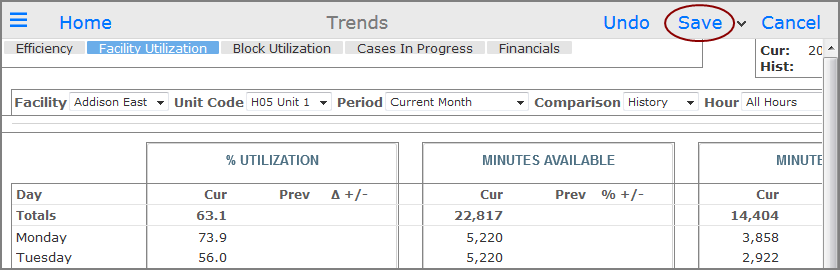 Home Trends Undo Save Cancel
Efficiency Facility Utilization Block Utilization Cases In Progress Financials
Cur: 20
Hist:
Facility Addison East Unit Code H05 Unit 1 Period Current Month Comparison History Hour All Hours
% UTILIZATION MINUTES AVAILABLE MINUTE
Day Cur Prev Δ +/- Cur Prev % +/- Cur
Totals 63.1 22,817 14,404
Monday 73.9 5,220 3,858
Tuesday 56.0 5,220 2,922